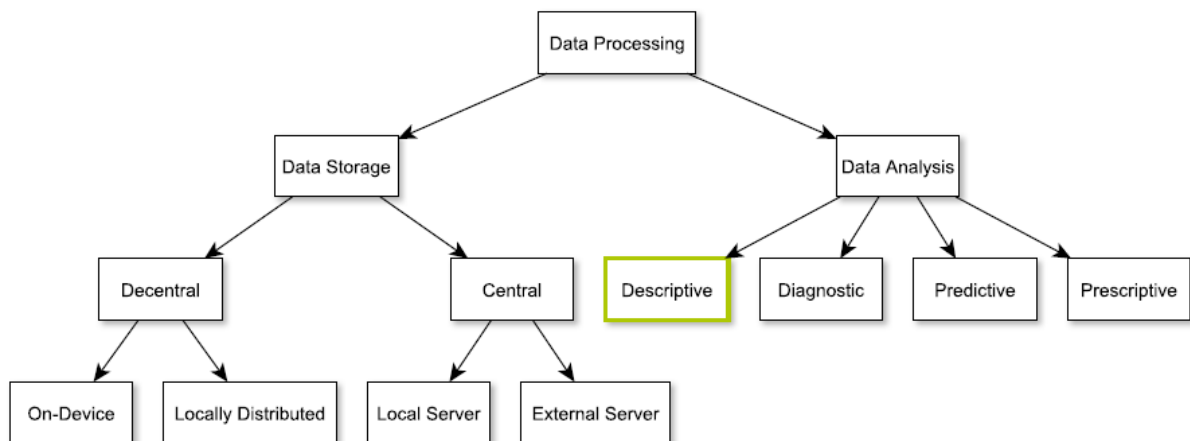 Data Processing
Data Storage
Data Analysis
Decentral
Central
Descriptive
Diagnostic
Predictive
Prescriptive
On-Device
Locally Distributed
Local Server
External Server